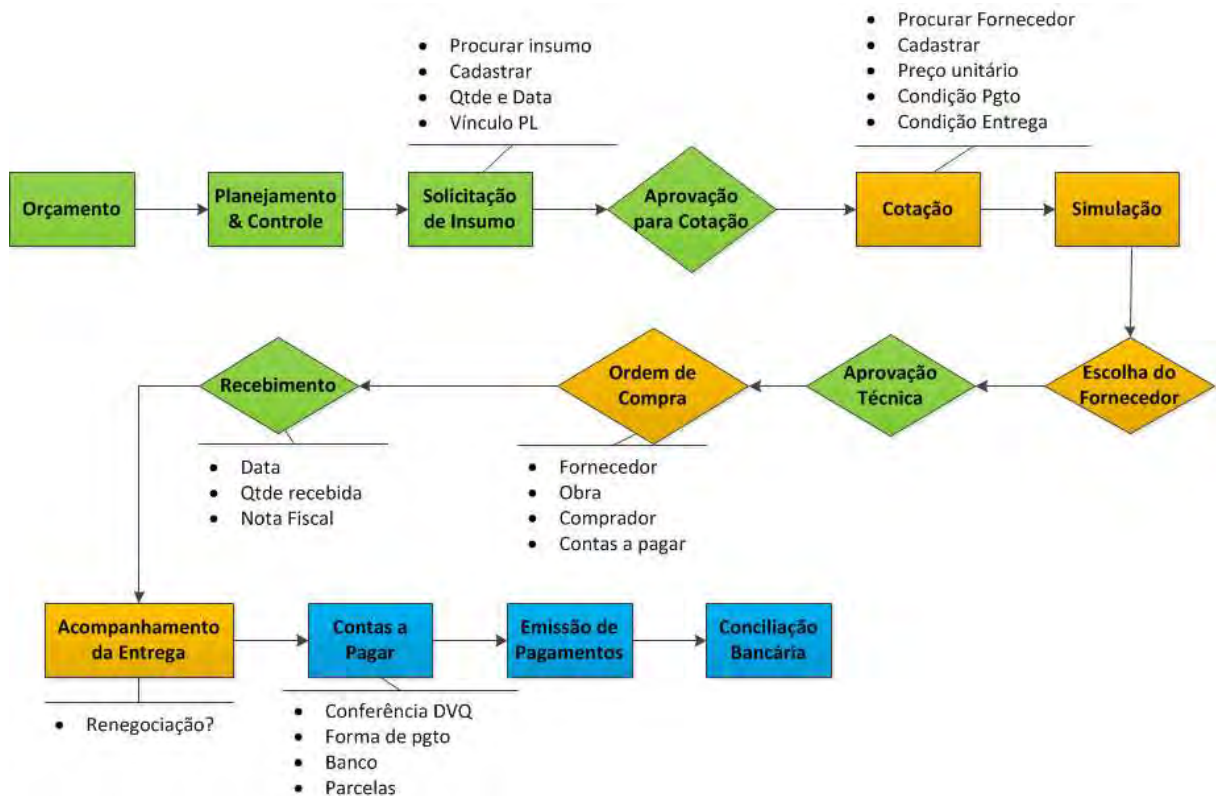 • Procurar insumo
• Cadastrar
• Qtde e Data
• Vínculo PL
• Procurar Fornecedor
• Cadastrar
• Preço unitário
• Condição Pgto
• Condição Entrega
Orçamento
Planejamento
& Controle
Solicitação
de Insumo
Aprovação
para Cotação
Cotação
Simulação
Escolha do
Fornecedor
Aprovação
Técnica
Ordem de
Compra
• Fornecedor
• Obra
• Comprador
• Contas a pagar
Recebimento
• Data
• Qtde recebida
• Nota Fiscal
Acompanhamento
da Entrega
• Renegociação?
Contas a
Pagar
• Conferência DVQ
• Forma de pgto
• Banco
• Parcelas
Emissão de
Pagamentos
Conciliação
Bancária